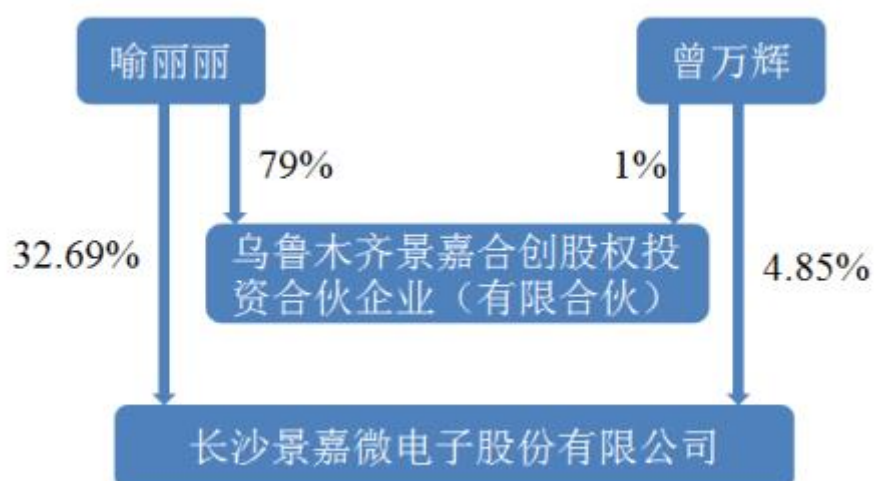 喻丽丽
曾万辉
79%
1%
32.69%
乌鲁木齐景嘉合创股权投
资合伙企业（有限合伙）
4.85%
长沙景嘉微电子股份有限公司